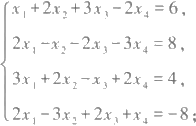 x₁+2x₂+3x₃-2x₄=6,
2x₁-x₂-2x₃-3x₄=8,
3x₁+2x₂-x₃+2x₄=4,
2x₁-3x₂+2x₃+x₄=-8;